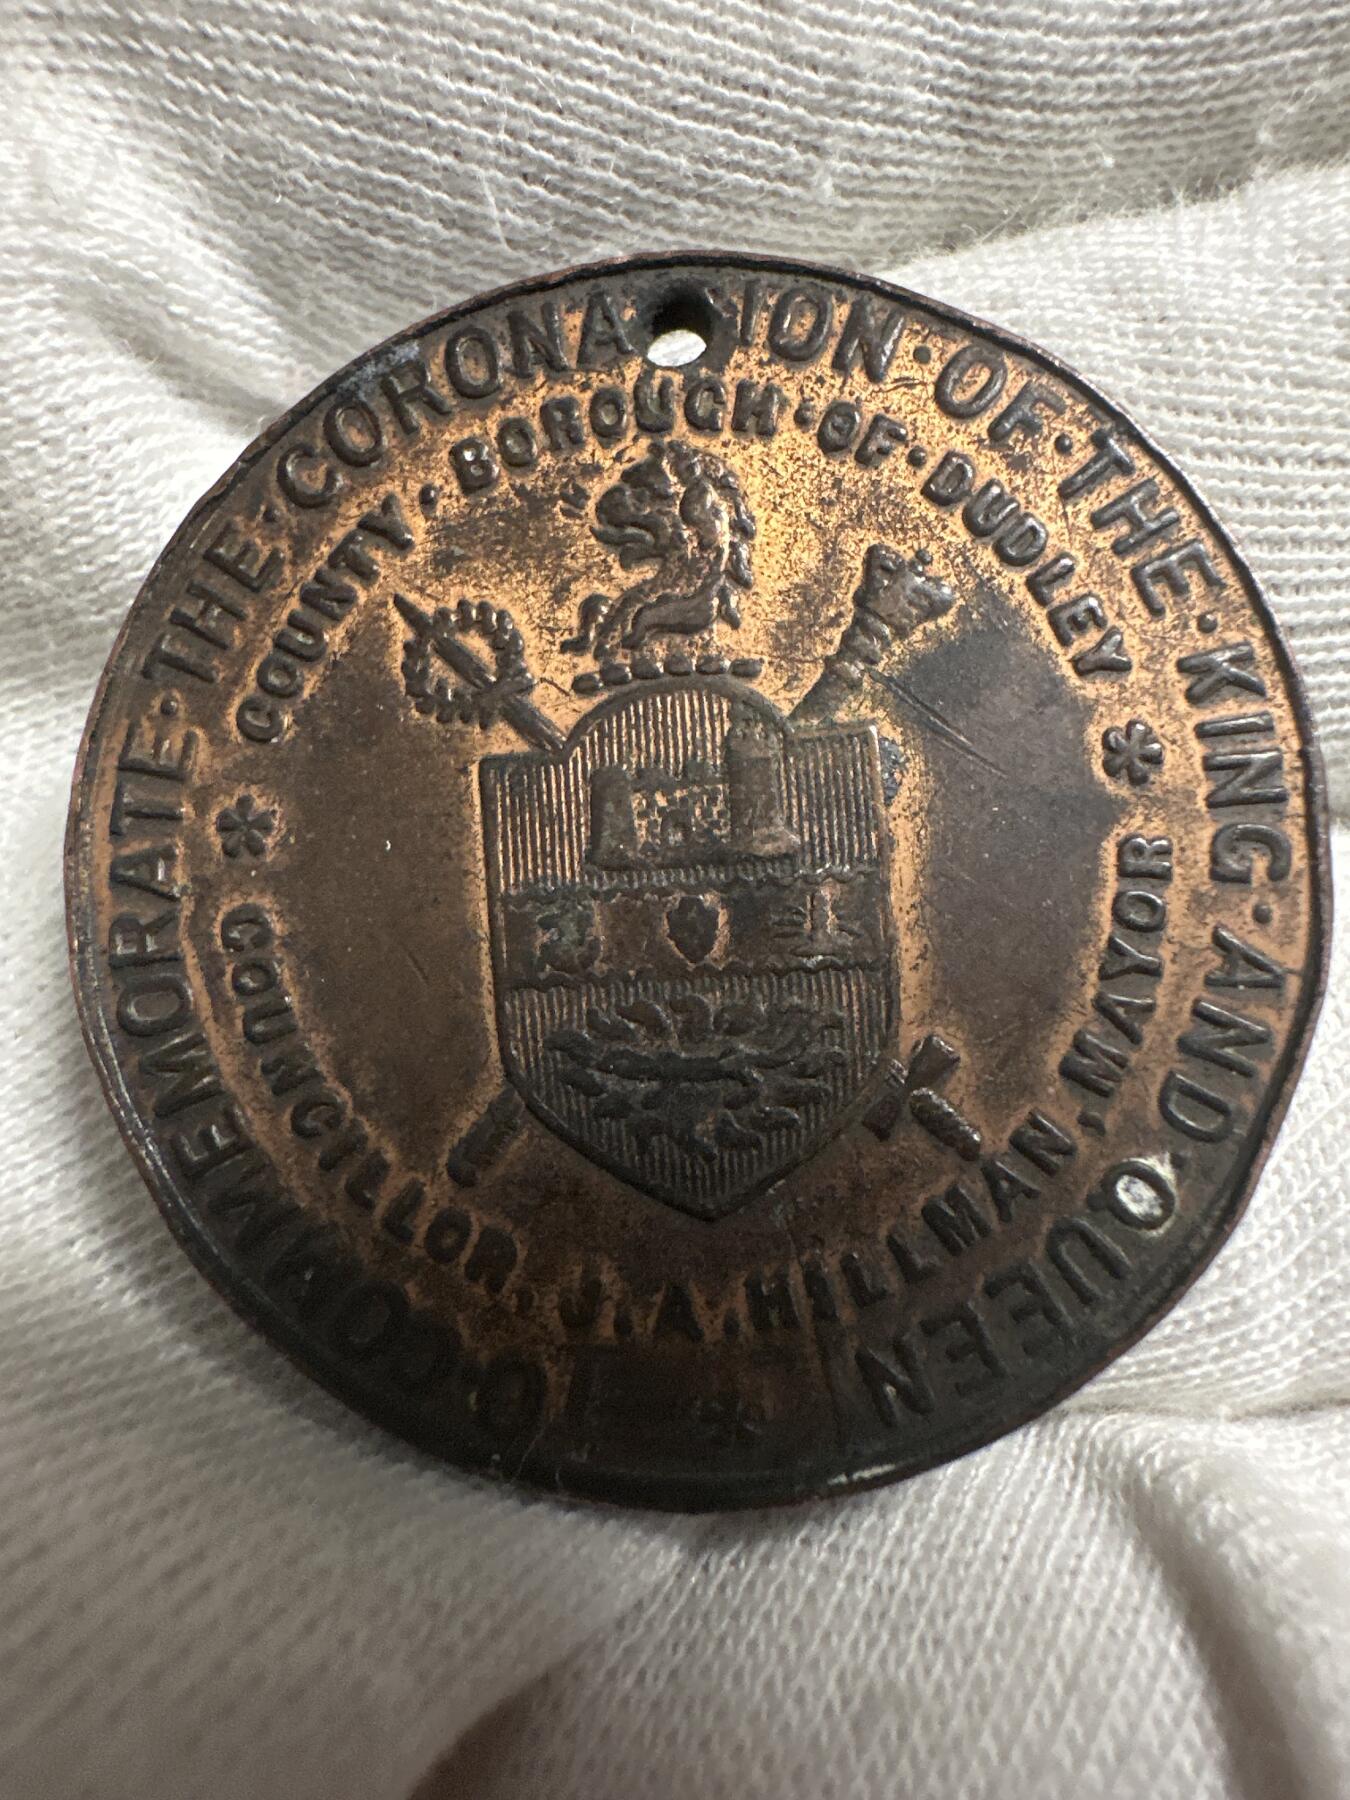 TO COMMEMORATE · THE · CORONATION · OF · THE · KING · AND · QUEEN
COUNTY · BOROUGH · OF · DUDLEY
COUNCILLOR, J. A. HILLMAN, MAYOR